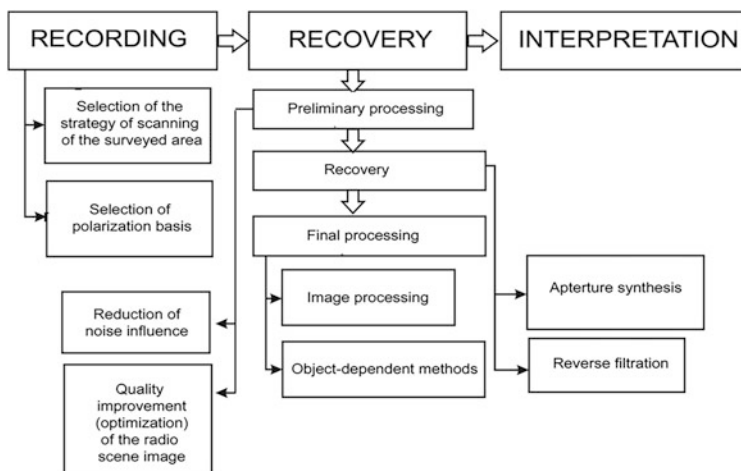 RECORDING
RECOVERY
INTERPRETATION
Selection of the
strategy of scanning
of the surveyed area
Preliminary processing
Recovery
Selection of
polarization basis
Final processing
Image processing
Apterture synthesis
Reduction of
noise influence
Object-dependent methods
Reverse filtration
Quality
improvement
(optimization)
of the radio
scene image